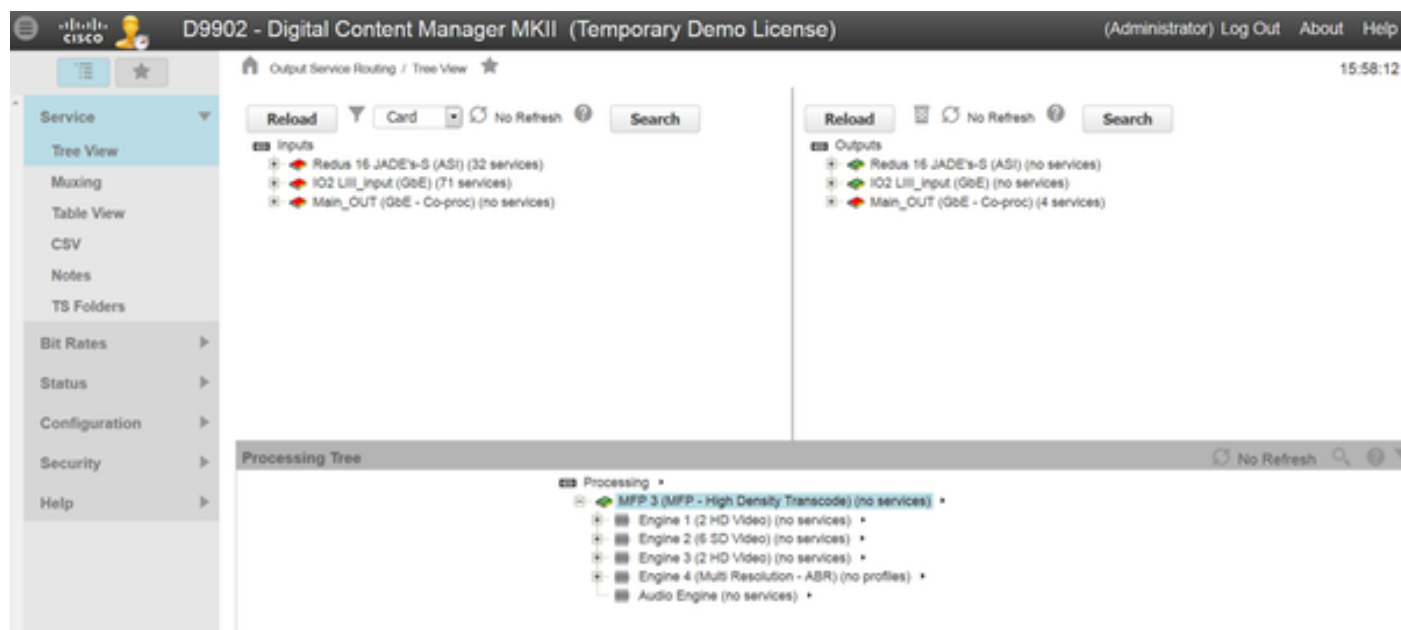 CISCO
D9902 - Digital Content Manager MKII (Temporary Demo License)
(Administrator) Log Out About Help
Output Service Routing / Tree View
15:58:12
Service
Tree View
Muxing
Table View
CSV
Notes
TS Folders
Bit Rates
Status
Configuration
Security
Help
Reload Card No Refresh Search
Inputs
Redus 16 JADE's-S (ASI) (32 services)
IO2 LIII_input (GbE) (71 services)
Main_OUT (GbE - Co-proc) (no services)
Reload No Refresh Search
Outputs
Redus 16 JADE's-S (ASI) (no services)
IO2 LIII_input (GbE) (no services)
Main_OUT (GbE - Co-proc) (4 services)
Processing Tree No Refresh
Processing
MFP 3 (MFP - High Density Transcode) (no services)
Engine 1 (2 HD Video) (no services)
Engine 2 (6 SD Video) (no services)
Engine 3 (2 HD Video) (no services)
Engine 4 (Multi Resolution - ABR) (no profiles)
Audio Engine (no services)